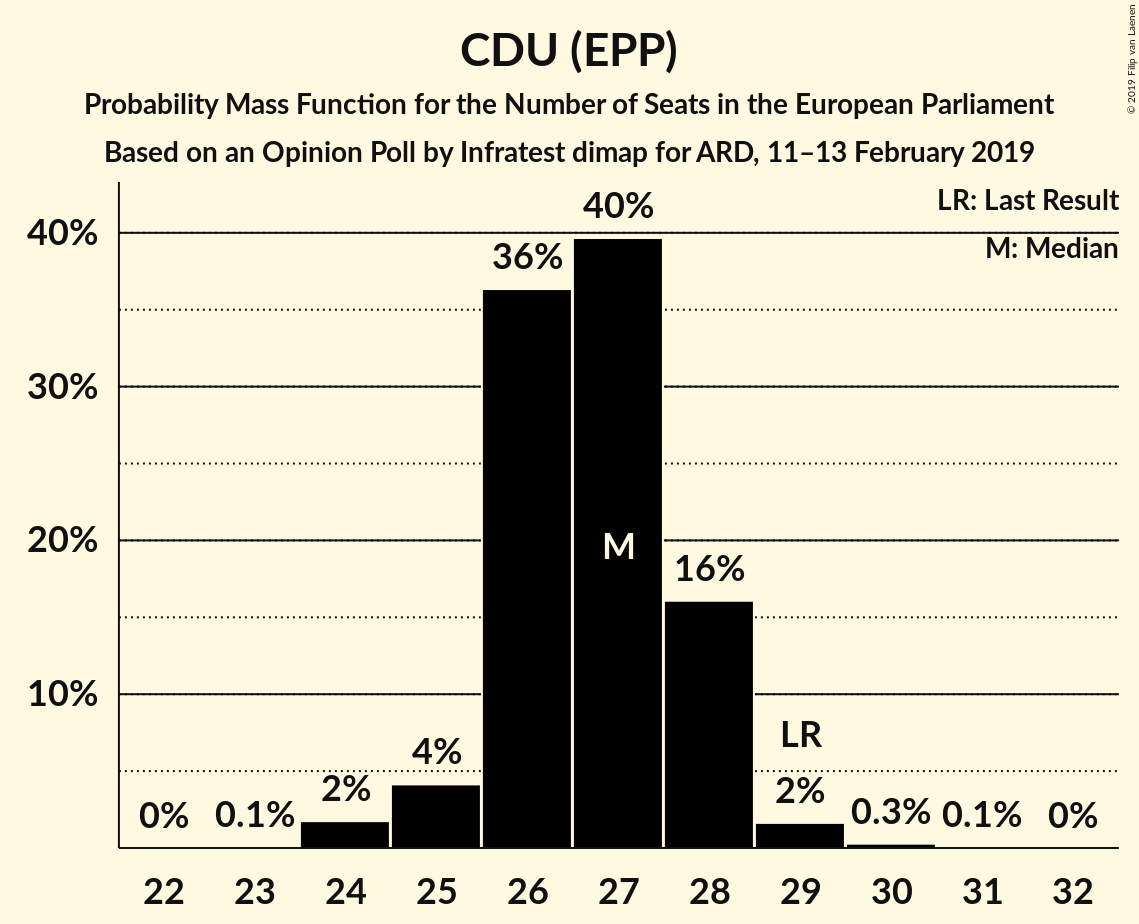 CDU (EPP)
Probability Mass Function for the Number of Seats in the European Parliament
Based on an Opinion Poll by Infratest dimap for ARD, 11–13 February 2019
© 2019 Filip van Laenen
LR: Last Result
M: Median
40%
30%
20%
10%
0%
0.1%
2%
4%
36%
40%
M
16%
LR
2%
0.3%
0.1%
0%
22 23 24 25 26 27 28 29 30 31 32